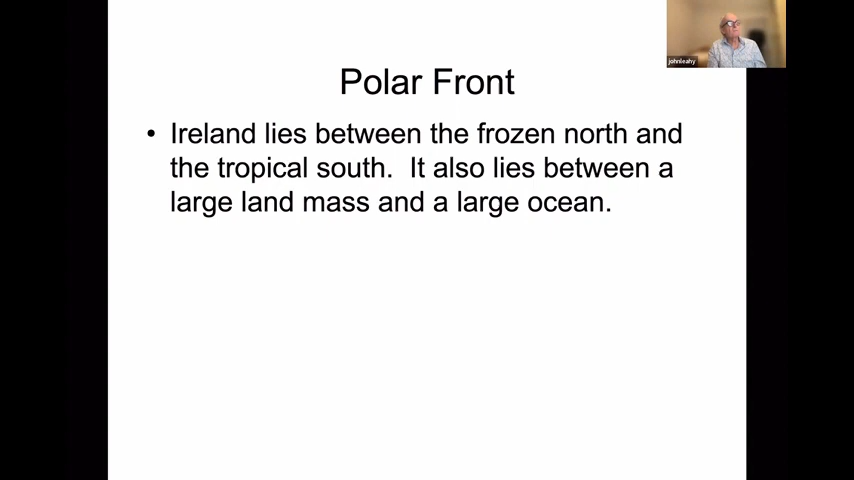 johnleahy
Polar Front
• Ireland lies between the frozen north and
the tropical south.  It also lies between a
large land mass and a large ocean.